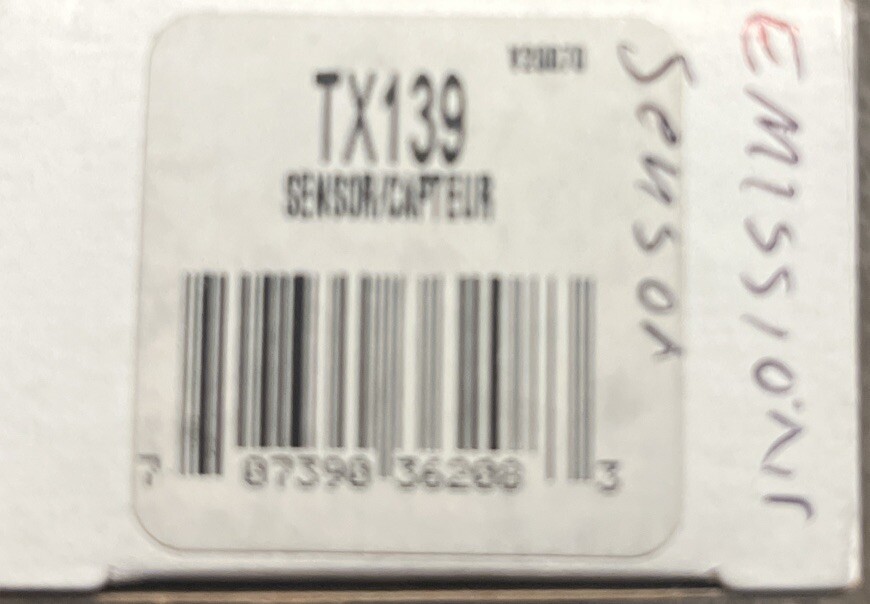 TX139
SENSOR/CAPTEUR
7 07390 36208 3
Sensor
EMISSION